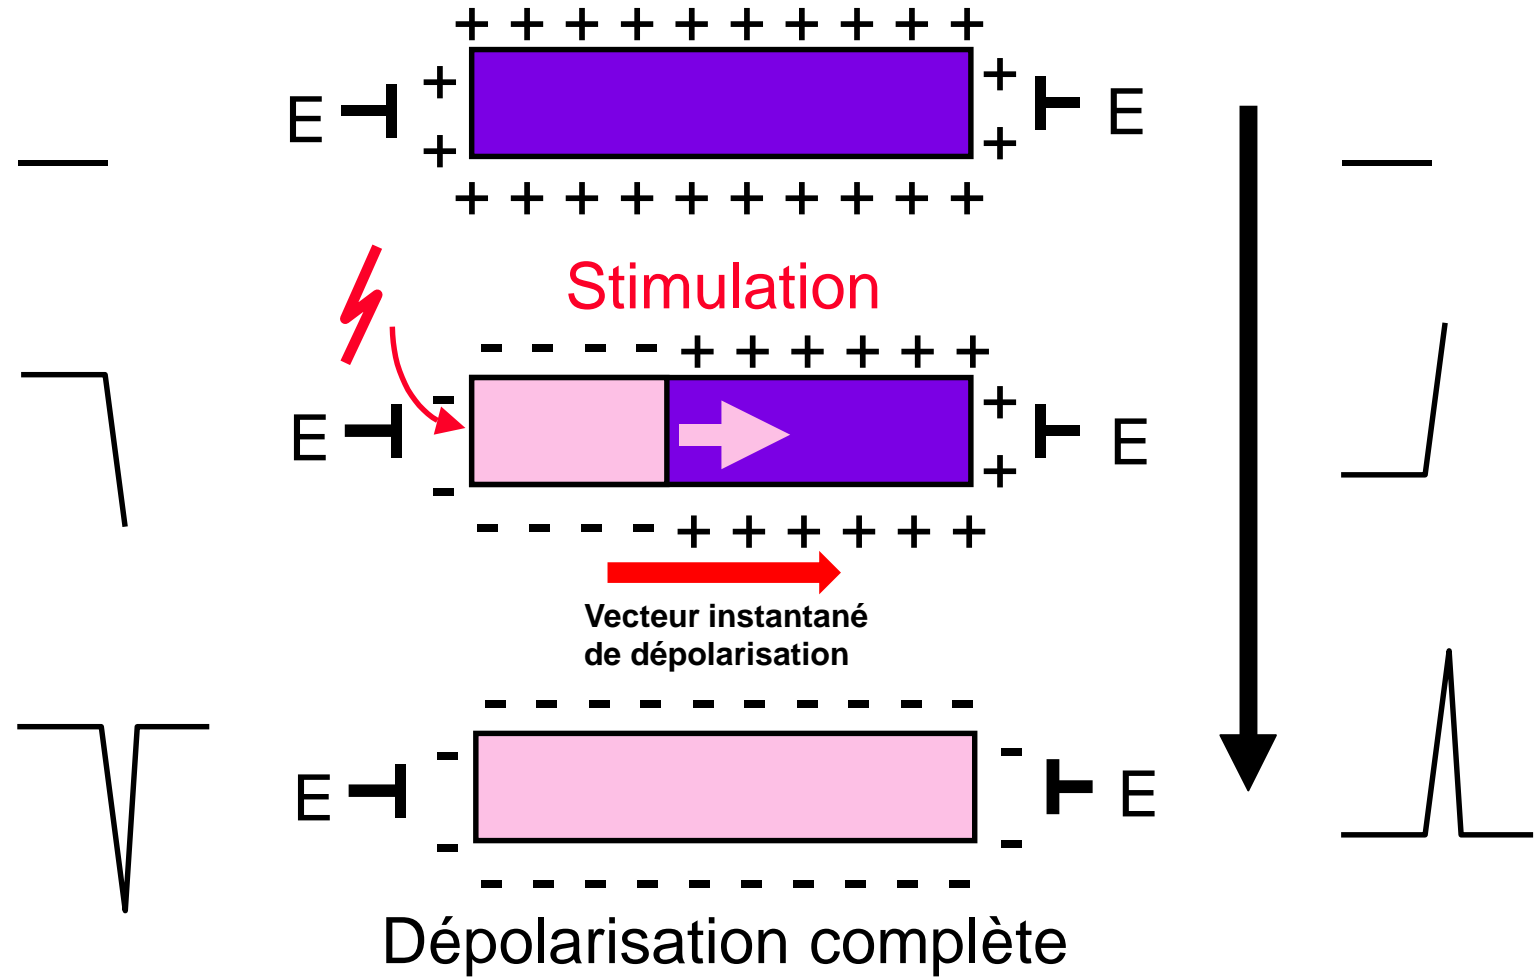 + + + + + + + + + +
E + + E
+ +
+ + + + + + + + + +
Stimulation
- - - - + + + + + +
E - + E
- +
- - - - + + + + + +
Vecteur instantané
de dépolarisation
- - - - - - - - - -
E - - E
- -
- - - - - - - - - -
Dépolarisation complète